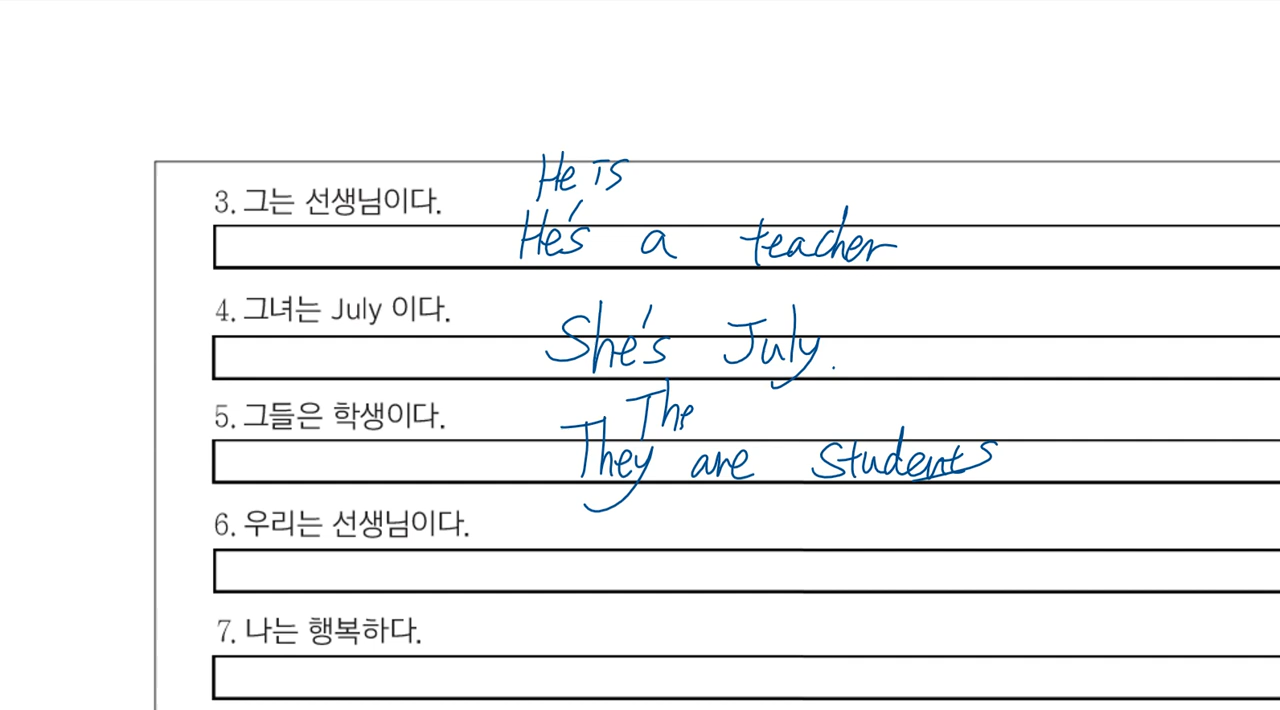 He is
3. 그는 선생님이다.
He's a teacher
4. 그녀는 July 이다.
She's July.
The
5. 그들은 학생이다.
They are students
6. 우리는 선생님이다.
7. 나는 행복하다.